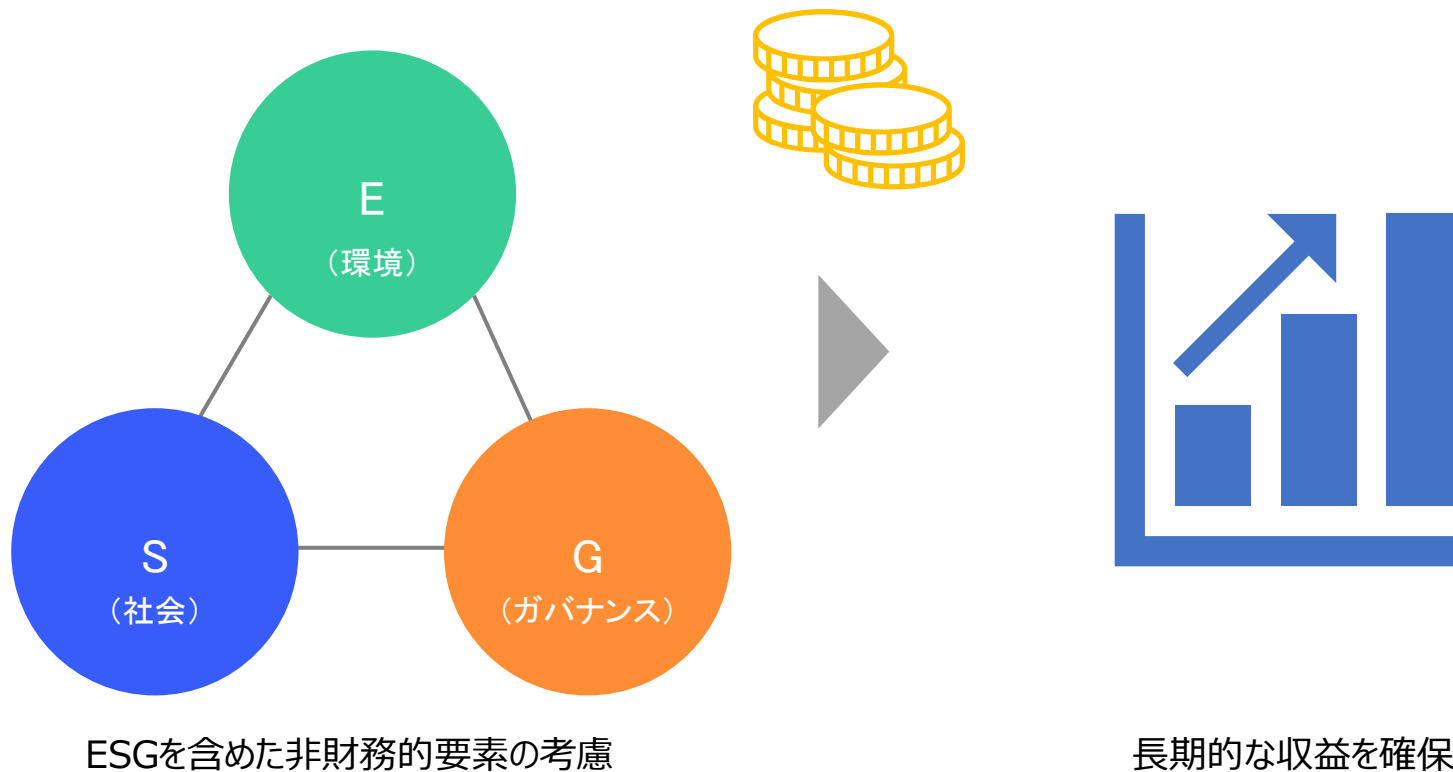 E
（環境）
S
（社会）
G
（ガバナンス）
ESGを含めた非財務的要素の考慮
長期的な収益を確保